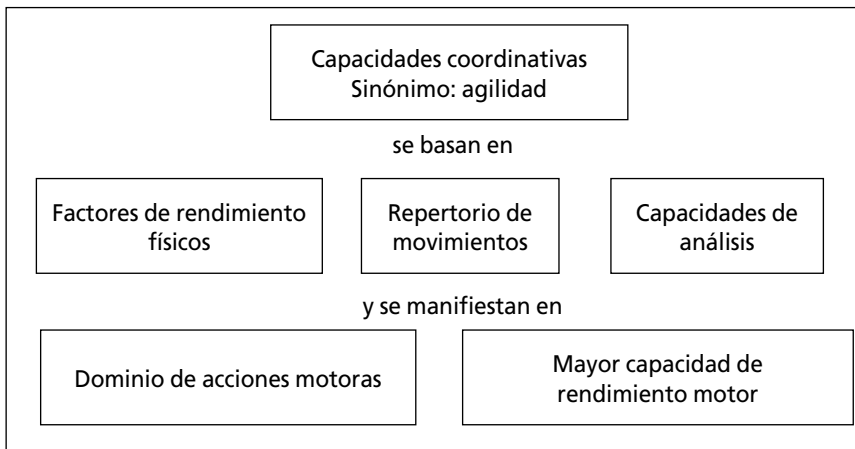 Capacidades coordinativas
Sinónimo: agilidad
se basan en
Factores de rendimiento
físicos
Repertorio de
movimientos
Capacidades de
análisis
y se manifiestan en
Dominio de acciones motoras
Mayor capacidad de
rendimiento motor